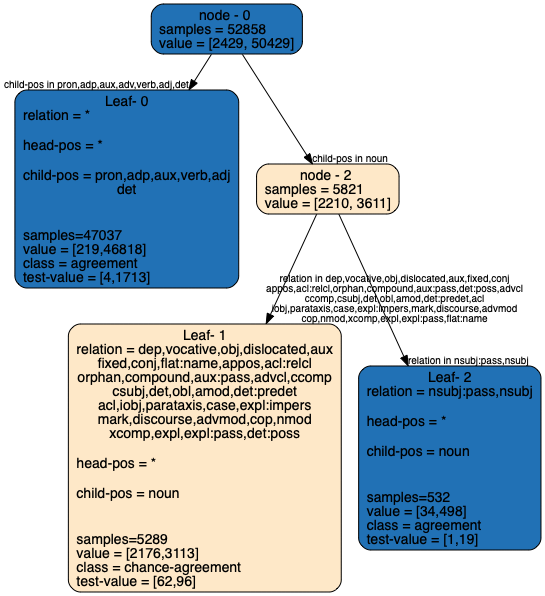 node - 0
samples = 52858
value = [2429, 50429]
child-pos in pron,adp,aux,adv,verb,adj,det
Leaf- 0
relation = *
head-pos = *
child-pos = pron,adp,aux,verb,adj
det
samples=47037
value = [219,46818]
class = agreement
test-value = [4,1713]
child-pos in noun
node - 2
samples = 5821
value = [2210, 3611]
relation in dep,vocative,obj,dislocated,aux,fixed,conj
appos,acl:relcl,orphan,compound,aux:pass,det:poss,advcl
ccomp,csubj,det,obl,amod,det:predet,acl
iobj,parataxis,case,expl:impers,mark,discourse,advmod
cop,nmod,xcomp,expl,expl:pass,flat:name
Leaf- 1
relation = dep,vocative,obj,dislocated,aux
fixed,conj,flat:name,appos,acl:relcl
orphan,compound,aux:pass,advcl,ccomp
csubj,det,obl,amod,det:predet
acl,iobj,parataxis,case,expl:impers
mark,discourse,advmod,cop,nmod
xcomp,expl,expl:pass,det:poss
head-pos = *
child-pos = noun
samples=5289
value = [2176,3113]
class = chance-agreement
test-value = [62,96]
relation in nsubj:pass,nsubj
Leaf- 2
relation = nsubj:pass,nsubj
head-pos = *
child-pos = noun
samples=532
value = [34,498]
class = agreement
test-value = [1,19]